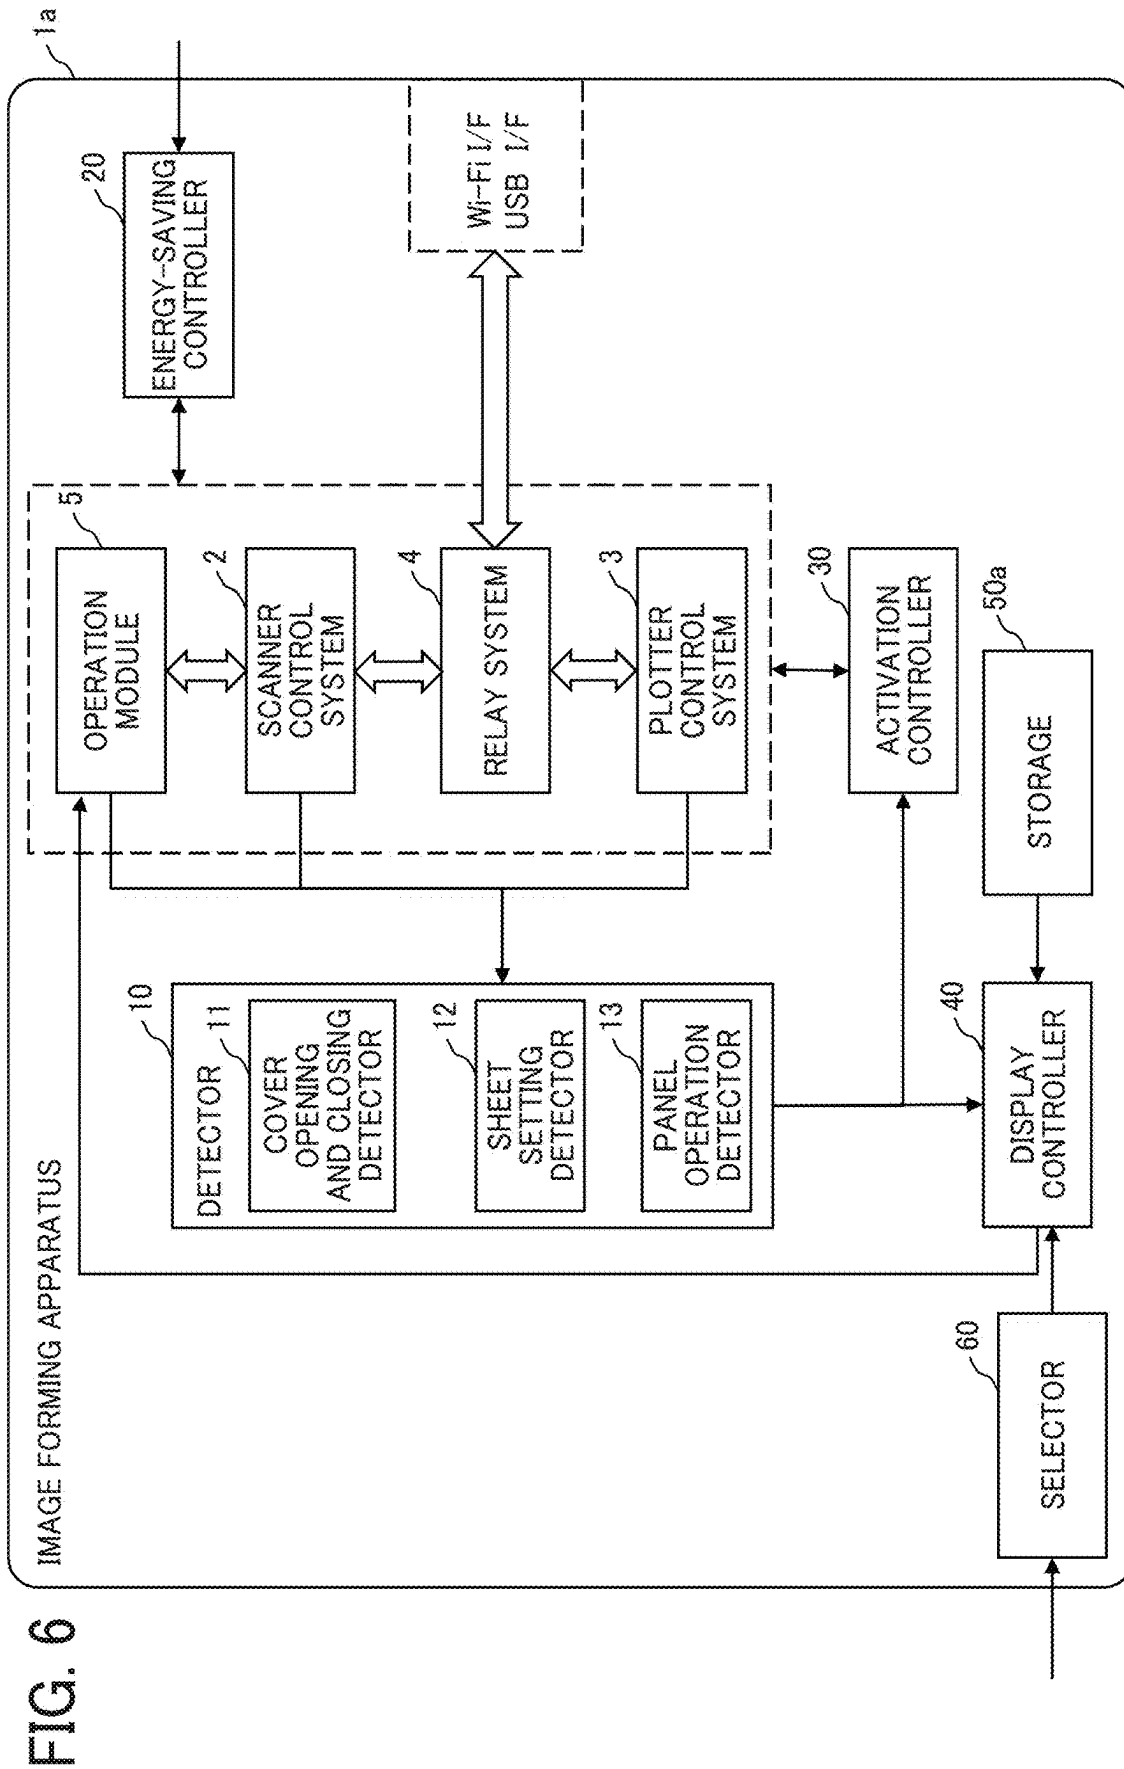 FIG. 6
IMAGE FORMING APPARATUS
1a
5
OPERATION
MODULE
2
SCANNER
CONTROL
SYSTEM
4
RELAY SYSTEM
3
PLOTTER
CONTROL
SYSTEM
20
ENERGY-SAVING
CONTROLLER
Wi-Fi I/F
USB I/F
10
DETECTOR
11
COVER
OPENING
AND CLOSING
DETECTOR
12
SHEET
SETTING
DETECTOR
13
PANEL
OPERATION
DETECTOR
30
ACTIVATION
CONTROLLER
60
SELECTOR
40
DISPLAY
CONTROLLER
50a
STORAGE